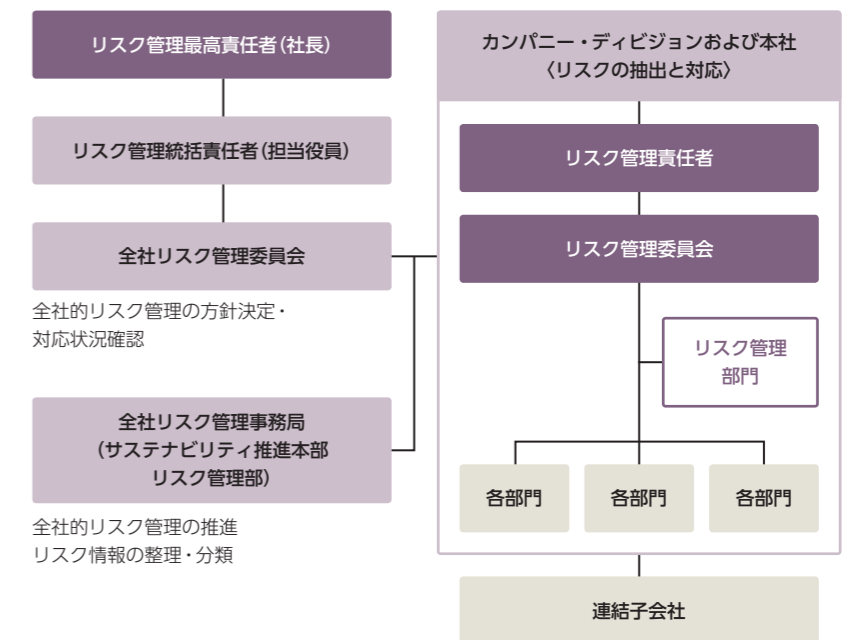 リスク管理最高責任者（社長）
リスク管理統括責任者（担当役員）
全社リスク管理委員会
全社的リスク管理の方針決定・
対応状況確認
全社リスク管理事務局
（サステナビリティ推進本部
リスク管理部）
全社的リスク管理の推進
リスク情報の整理・分類
カンパニー・ディビジョンおよび本社
〈リスクの抽出と対応〉
リスク管理責任者
リスク管理委員会
リスク管理
部門
各部門
各部門
各部門
連結子会社